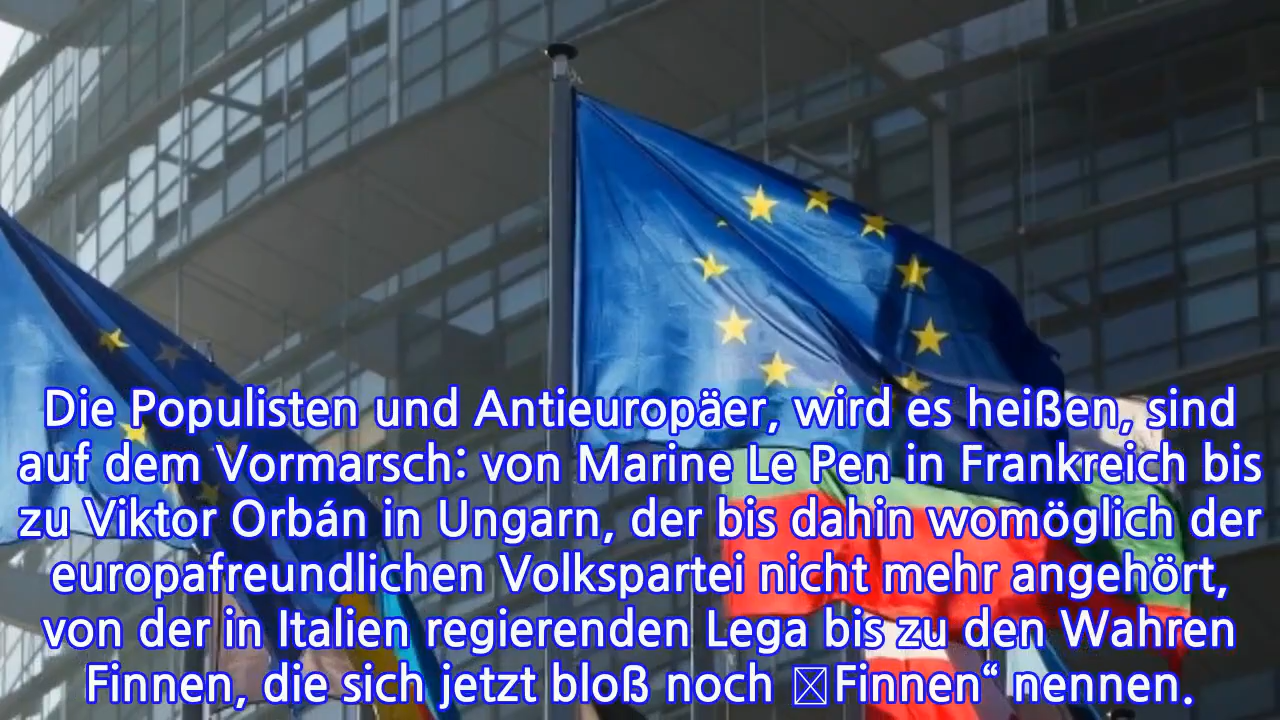 Die Populisten und Antieuropäer, wird es heißen, sind
auf dem Vormarsch: von Marine Le Pen in Frankreich bis
zu Viktor Orbán in Ungarn, der bis dahin womöglich der
europafreundlichen Volkspartei nicht mehr angehört,
von der in Italien regierenden Lega bis zu den Wahren
Finnen, die sich jetzt bloß noch Finnen“ nennen.